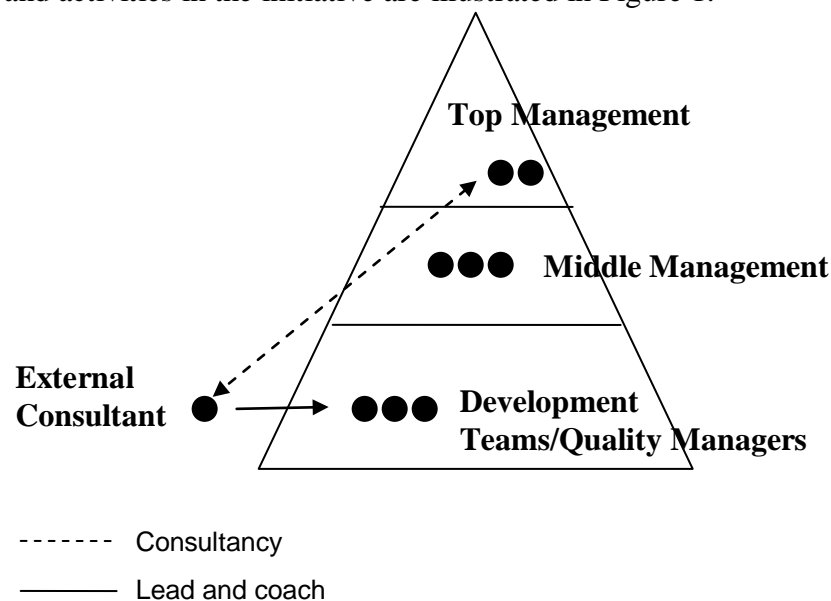 and activities in the initiative are illustrated in Figure 1.
Top Management
Middle Management
External
Consultant
Development
Teams/Quality Managers
Consultancy
Lead and coach